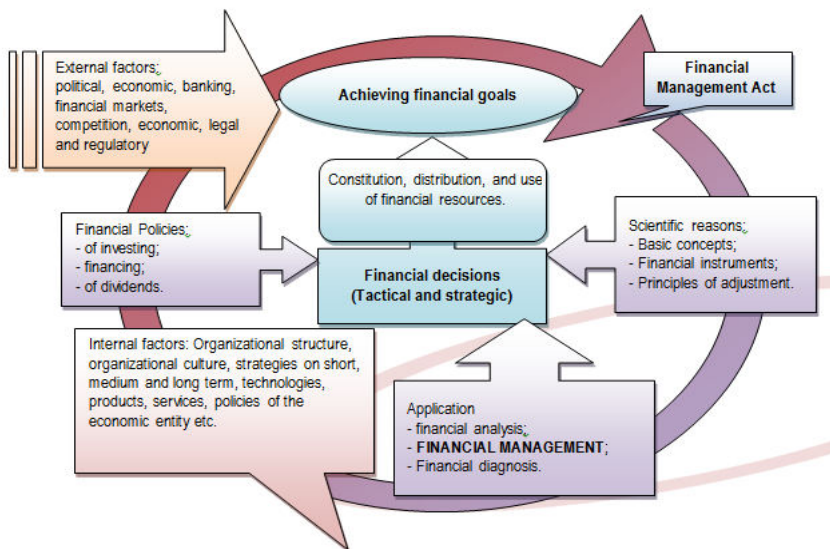 External factors;
political, economic, banking,
financial markets,
competition, economic, legal
and regulatory
Achieving financial goals
Financial
Management Act
Constitution, distribution, and use
of financial resources.
Financial Policies;
- of investing;
- financing;
- of dividends.
Financial decisions
(Tactical and strategic)
Scientific reasons;
- Basic concepts;
- Financial instruments;
- Principles of adjustment.
Internal factors: Organizational structure,
organizational culture, strategies on short,
medium and long term, technologies,
products, services, policies of the
economic entity etc.
Application
- financial analysis;
- FINANCIAL MANAGEMENT;
- Financial diagnosis.